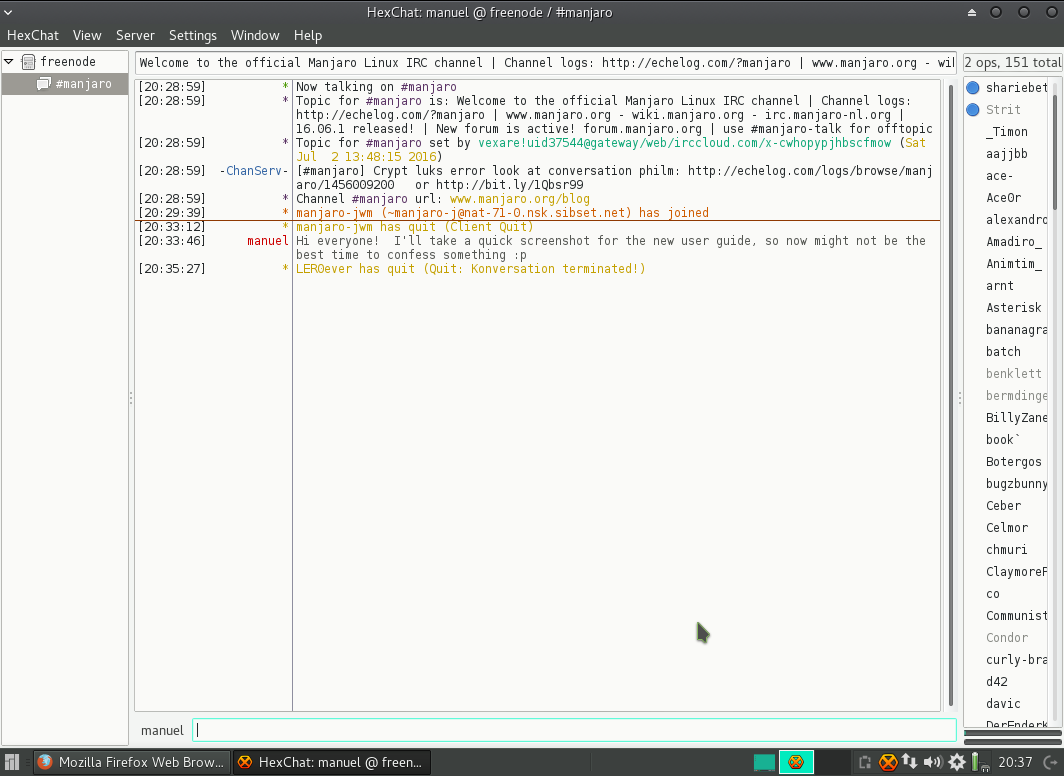 HexChat: manuel @ freenode / #manjaro
HexChat View Server Settings Window Help
freenode
#manjaro
Welcome to the official Manjaro Linux IRC channel | Channel logs: http://echelog.com/?manjaro | www.manjaro.org -
2 ops, 151 total
[20:28:59] * Now talking on #manjaro
[20:28:59] * Topic for #manjaro is: Welcome to the official Manjaro Linux IRC channel | Channel logs:
http://echelog.com/?manjaro | www.manjaro.org - wiki.manjaro.org - irc.manjaro-nl.org |
16.06.1 released! | New forum is active! forum.manjaro.org | use #manjaro-talk for offtopic
[20:28:59] * Topic for #manjaro set by vexare!uid37544@gateway/web/irccloud.com/x-cwhopypjhbscfmow (Sat
Jul  2 13:48:15 2016)
[20:28:59] -ChanServ- [#manjaro] Crypt luks error look at conversation philm: http://echelog.com/logs/browse/manj
aro/1456009200   or http://bit.ly/1Qbsr99
[20:28:59] * Channel #manjaro url: www.manjaro.org/blog
[20:29:39] * manjaro-jwm (~manjaro-j@nat-71-0.nsk.sibset.net) has joined
[20:33:12] * manjaro-jwm has quit (Client Quit)
[20:33:46] manuel Hi everyone!  I'll take a quick screenshot for the new user guide, so now might not be the
best time to confess something :p
[20:35:27] * LEROever has quit (Quit: Konversation terminated!)
shariebet
Strit
_Timon
aajjbb
ace-
Ace0r
alexandro
Amadiro_
Animtim_
arnt
Asterisk
bananagra
batch
benklett
bermdinge
BillyZane
book`
Botergos
bugzbunny
Ceber
Celmor
chmuri
ClaymoreF
co
Communist
Condor
curly-bra
d42
davic
DerEnderk
manuel
Mozilla Firefox Web Brow...
HexChat: manuel @ freen...
20:37